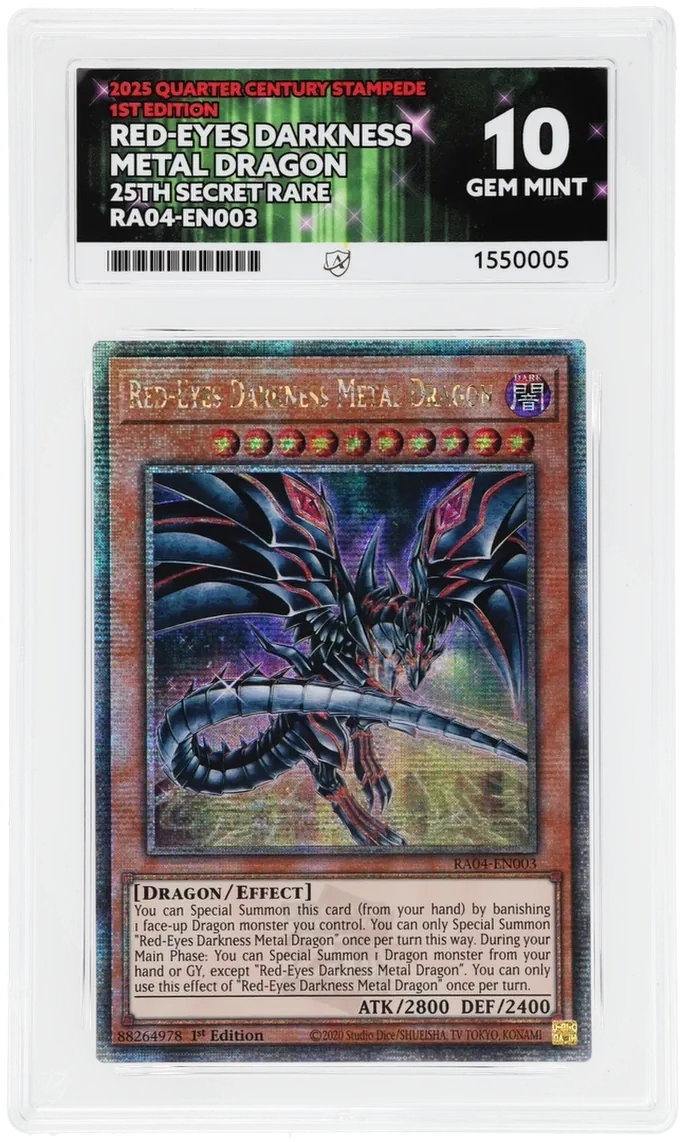 2025 QUARTER CENTURY STAMPEDE
1ST EDITION
RED-EYES DARKNESS
METAL DRAGON
25TH SECRET RARE
RA04-EN003
10
GEM MINT
A
1550005
RED-EYES DARKNESS METAL DRAGON
DARK
闇
RA04-EN003
[DRAGON/EFFECT]
You can Special Summon this card (from your hand) by banishing
1 face-up Dragon monster you control. You can only Special Summon
"Red-Eyes Darkness Metal Dragon" once per turn this way. During your
Main Phase: You can Special Summon 1 Dragon monster from your
hand or GY, except "Red-Eyes Darkness Metal Dragon". You can only
use this effect of "Red-Eyes Darkness Metal Dragon" once per turn.
ATK/2800 DEF/2400
88264978 1st Edition
©2020 Studio Dice/SHUEISHA, TV TOKYO, KONAMI